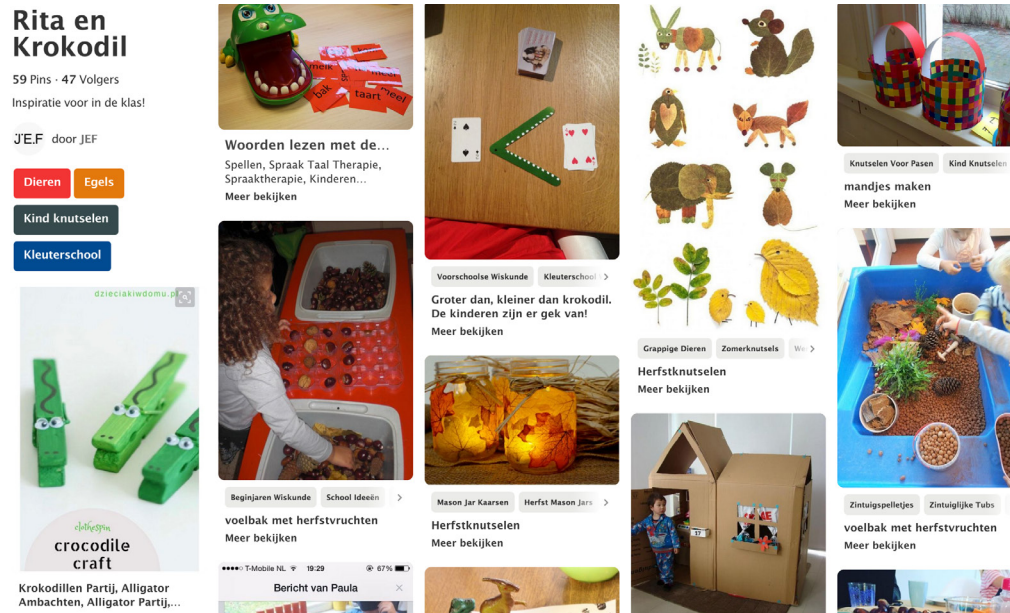 Rita en
Krokodil
59 Pins · 47 Volgers
Inspiratie voor in de klas!
J'E.F door JEF
Dieren
Egels
Kind knutselen
Kleuterschool
dzieciakiwdomu.p
clothespin
crocodile
craft
Krokodillen Partij, Alligator
Ambachten, Alligator Partij,...
melk
bak
taart
meel
Woorden lezen met de...
Spellen, Spraak Taal Therapie,
Spraaktherapie, Kinderen...
Meer bekijken
Beginjaren Wiskunde
School Ideeën
voelbak met herfstvruchten
Meer bekijken
T-Mobile NL 19:29 67%
Bericht van Paula
Voorschoolse Wiskunde
Kleuterschool
Groter dan, kleiner dan krokodil.
De kinderen zijn er gek van!
Meer bekijken
Mason Jar Kaarsen
Herfst Mason Jars
Herfstknutselen
Meer bekijken
Grappige Dieren
Zomerknutsels
Herfstknutselen
Meer bekijken
17
Knutselen Voor Pasen
Kind Knutselen
mandjes maken
Meer bekijken
Zintuigspelletjes
Zintuiglijke Tubs
voelbak met herfstvruchten
Meer bekijken